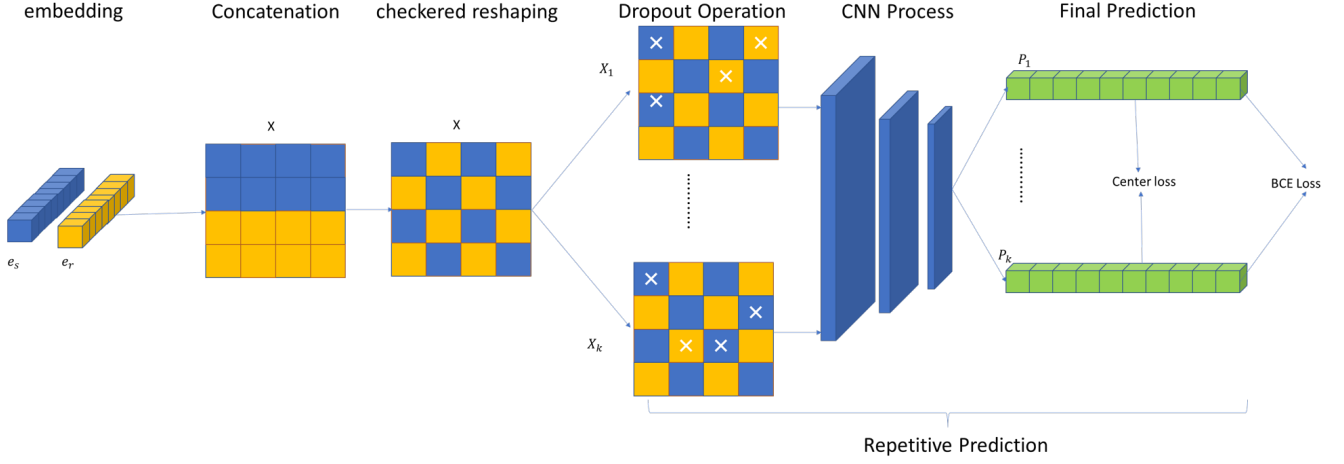 embedding
Concatenation
checkered reshaping
Dropout Operation
CNN Process
Final Prediction
X
X
X₁
P₁
eₛ
eᵣ
Center loss
BCE Loss
Xₖ
Pₖ
Repetitive Prediction